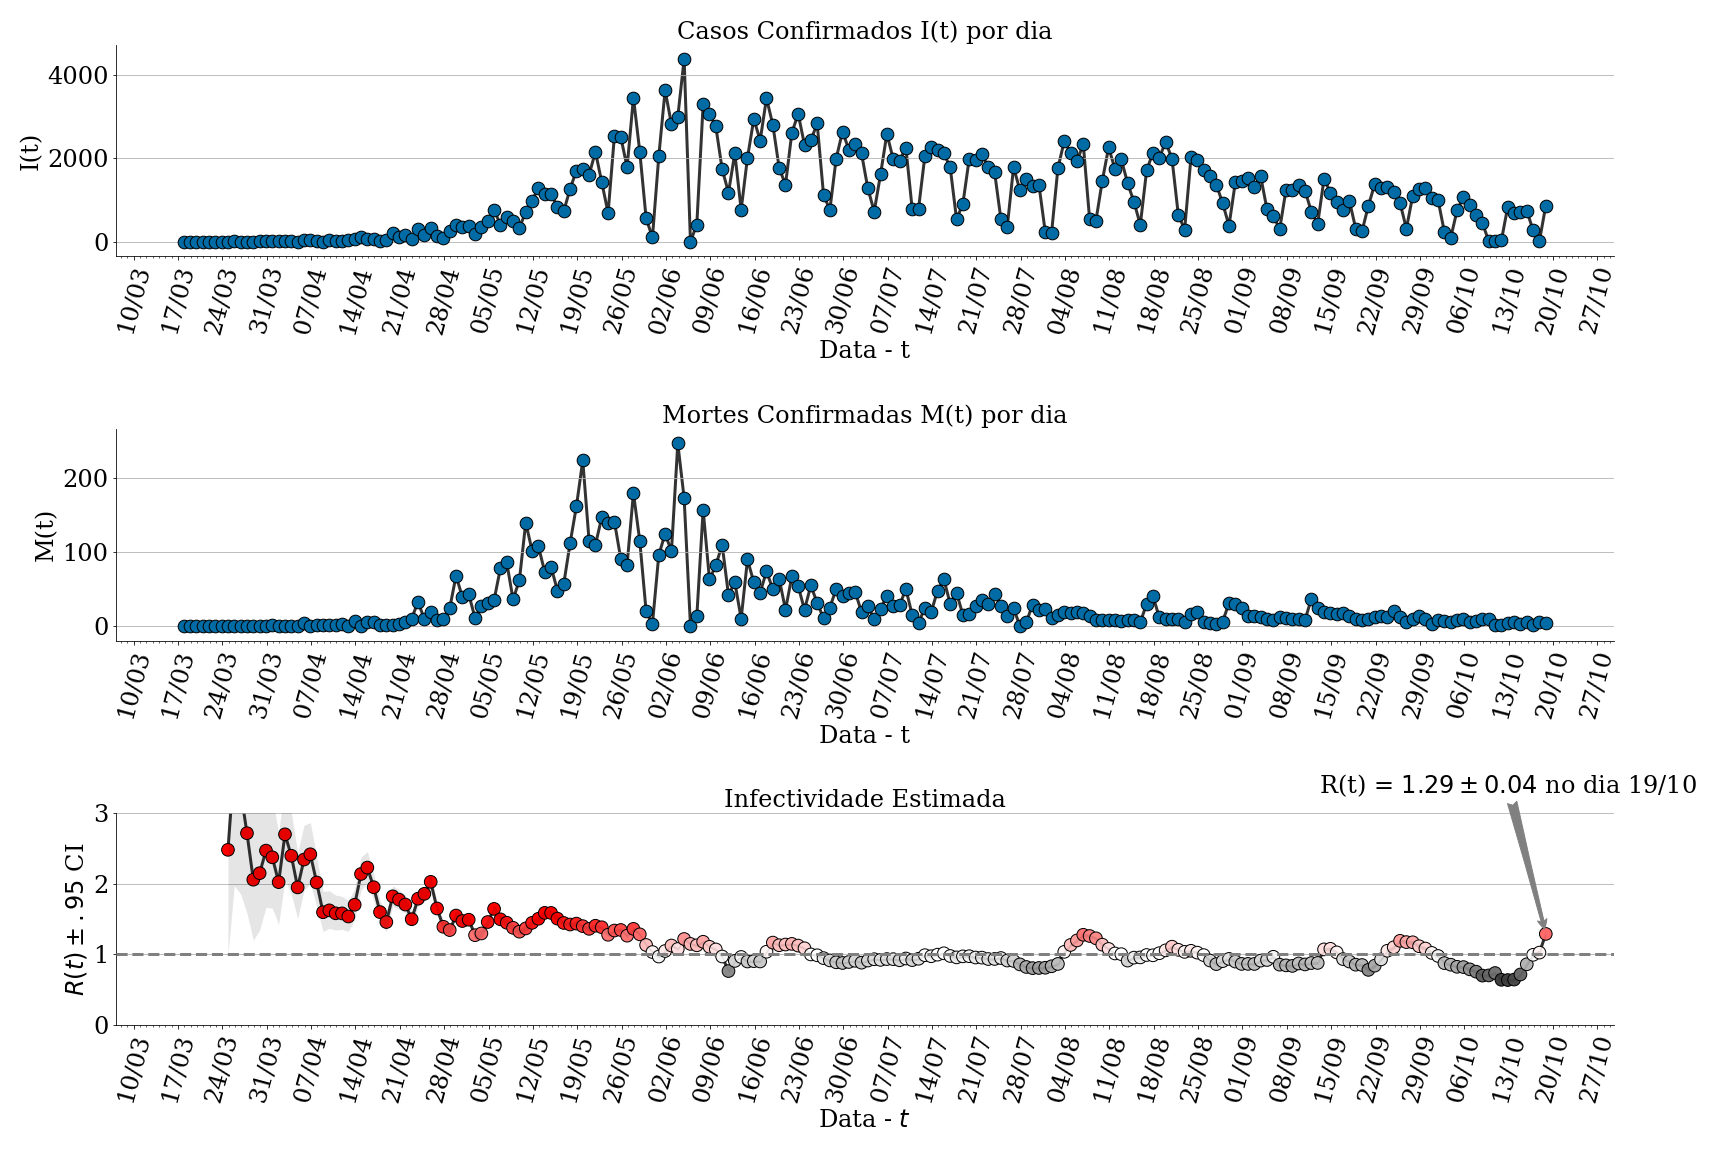 Casos Confirmados I(t) por dia
I(t)
4000
2000
0
10/03 17/03 24/03 31/03 07/04 14/04 21/04 28/04 05/05 12/05 19/05 26/05 02/06 09/06 16/06 23/06 30/06 07/07 14/07 21/07 28/07 04/08 11/08 18/08 25/08 01/09 08/09 15/09 22/09 29/09 06/10 13/10 20/10 27/10
Data - t
Mortes Confirmadas M(t) por dia
M(t)
200
100
0
10/03 17/03 24/03 31/03 07/04 14/04 21/04 28/04 05/05 12/05 19/05 26/05 02/06 09/06 16/06 23/06 30/06 07/07 14/07 21/07 28/07 04/08 11/08 18/08 25/08 01/09 08/09 15/09 22/09 29/09 06/10 13/10 20/10 27/10
Data - t
R(t) = 1.29 ± 0.04 no dia 19/10
Infectividade Estimada
R(t) ± .95 CI
3
2
1
0
10/03 17/03 24/03 31/03 07/04 14/04 21/04 28/04 05/05 12/05 19/05 26/05 02/06 09/06 16/06 23/06 30/06 07/07 14/07 21/07 28/07 04/08 11/08 18/08 25/08 01/09 08/09 15/09 22/09 29/09 06/10 13/10 20/10 27/10
Data - t